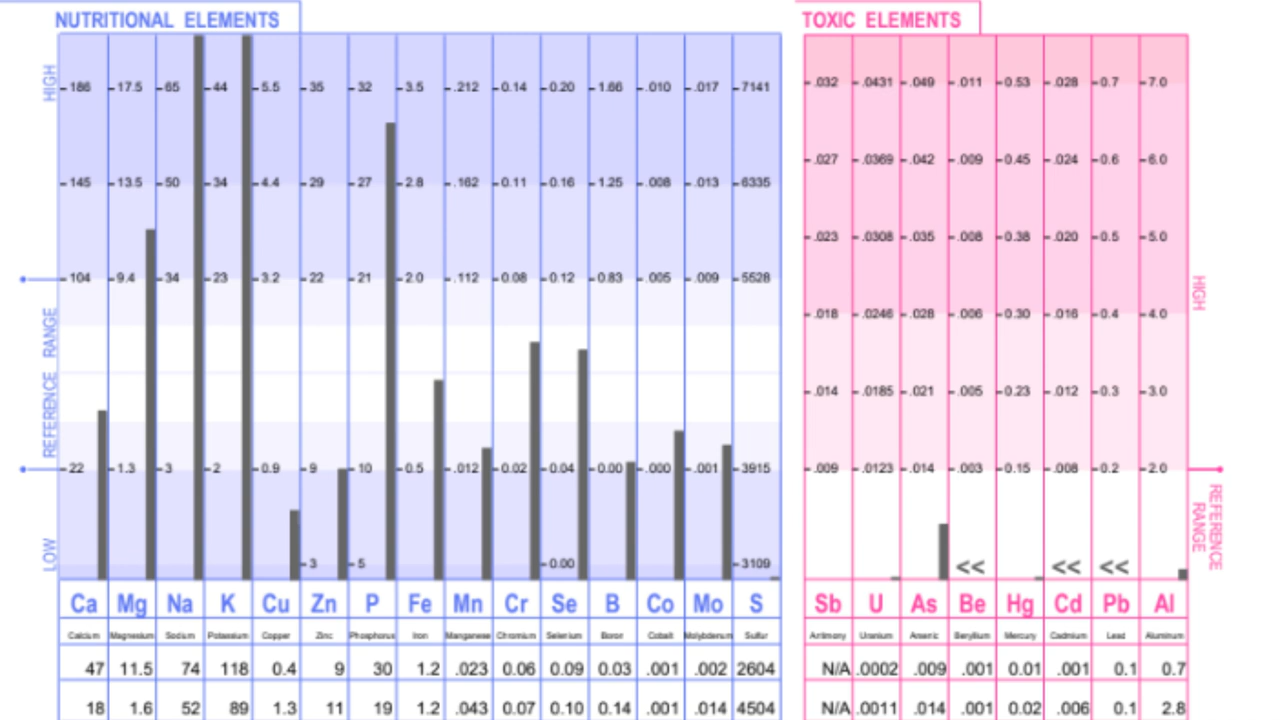 NUTRITIONAL ELEMENTS TOXIC ELEMENTS
HIGH
186 17.5 65 44 5.5 35 32 3.5 .212 0.14 0.20 1.66 .010 .017 7141
.032 .0431 .049 .011 0.53 .028 0.7 7.0
.027 .0369 .042 .009 0.45 .024 0.6 6.0
145 13.5 50 34 4.4 29 27 2.8 .162 0.11 0.16 1.25 .008 .013 6335
.023 .0308 .035 .008 0.38 .020 0.5 5.0
104 9.4 34 23 3.2 22 21 2.0 .112 0.08 0.12 0.83 .005 .009 5528
HIGH
.018 .0246 .028 .006 0.30 .016 0.4 4.0
REFERENCE RANGE
.014 .0185 .021 .005 0.23 .012 0.3 3.0
22 1.3 3 2 0.9 9 10 0.5 .012 0.02 0.04 0.00 .000 .001 3915
.009 .0123 .014 .003 0.15 .008 0.2 2.0
REFERENCE
RANGE
LOW
3 5 0.00 3109
<< << <<
Ca Mg Na K Cu Zn P Fe Mn Cr Se B Co Mo S Sb U As Be Hg Cd Pb Al
Calcium Magnesium Sodium Potassium Copper Zinc Phosphorus Iron Manganese Chromium Selenium Boron Cobalt Molybdenum Sulfur Antimony Uranium Arsenic Beryllium Mercury Cadmium Lead Aluminum
47 11.5 74 118 0.4 9 30 1.2 .023 0.06 0.09 0.03 .001 .002 2604 N/A .0002 .009 .001 0.01 .001 0.1 0.7
18 1.6 52 89 1.3 11 19 1.2 .043 0.07 0.10 0.14 .001 .014 4504 N/A .0011 .014 .001 0.02 .006 0.1 2.8